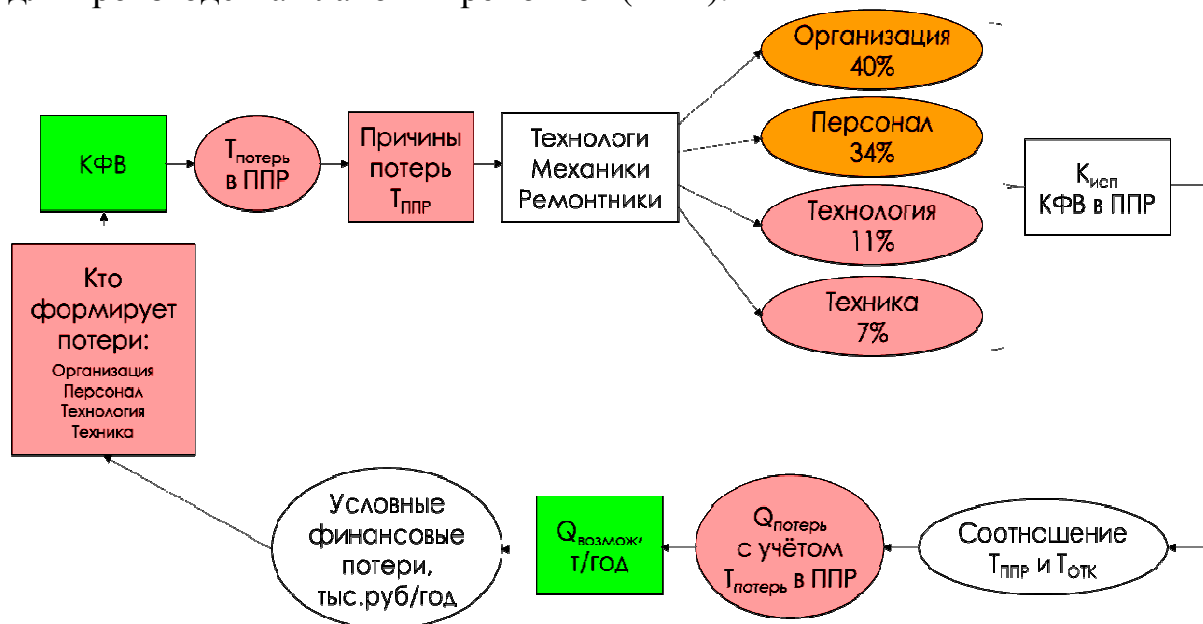 Организация
40%
Персонал
34%
Технология
11%
Техника
7%
КФВ
Tпотерь
в ППР
Причины
потерь
TППР
Технологи
Механики
Ремонтники
Kисп
КФВ в ППР
Кто
формирует
потери:
Организация
Персонал
Технология
Техника
Условные
финансовые
потери,
тыс.руб/год
Qвозмож,
т/год
Qпотерь
с учётом
Tпотерь в ППР
Соотношение
TППР и TОТК